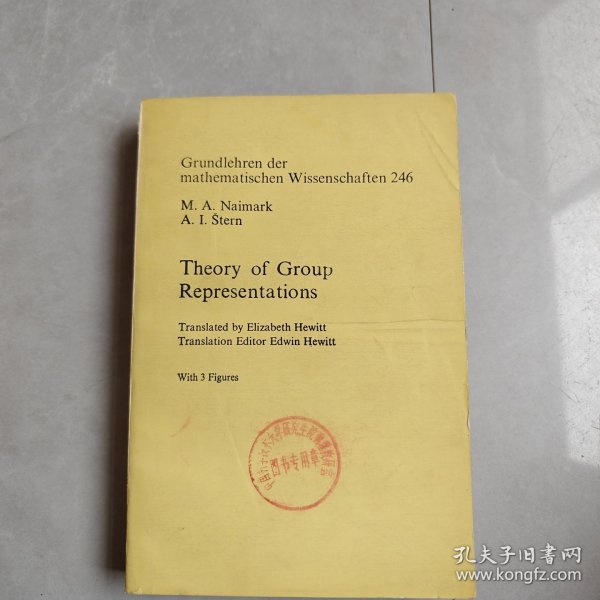 Grundlehren der
mathematischen Wissenschaften 246
M. A. Naimark
A. I. Štern
Theory of Group
Representations
Translated by Elizabeth Hewitt
Translation Editor Edwin Hewitt
With 3 Figures
图书专用章
孔夫子旧书网
www.kongfz.com